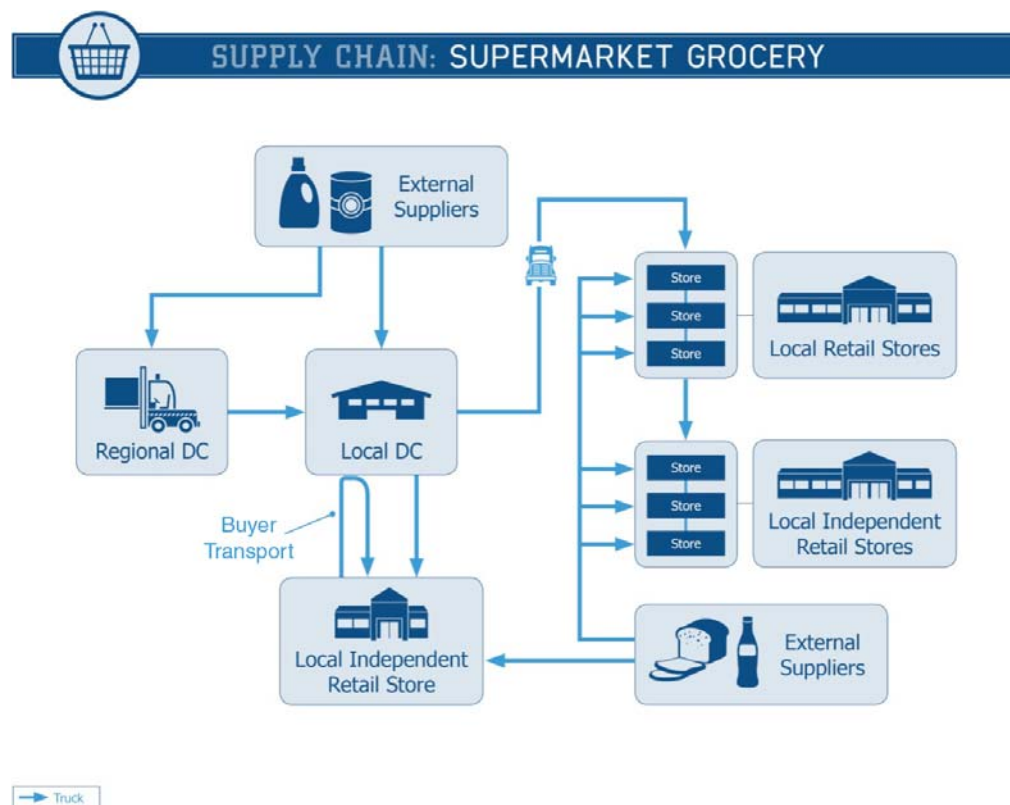 SUPPLY CHAIN: SUPERMARKET GROCERY
External
Suppliers
Store
Store
Store
Local Retail Stores
Regional DC
Local DC
Store
Store
Store
Local Independent
Retail Stores
Buyer
Transport
Local Independent
Retail Store
External
Suppliers
Truck